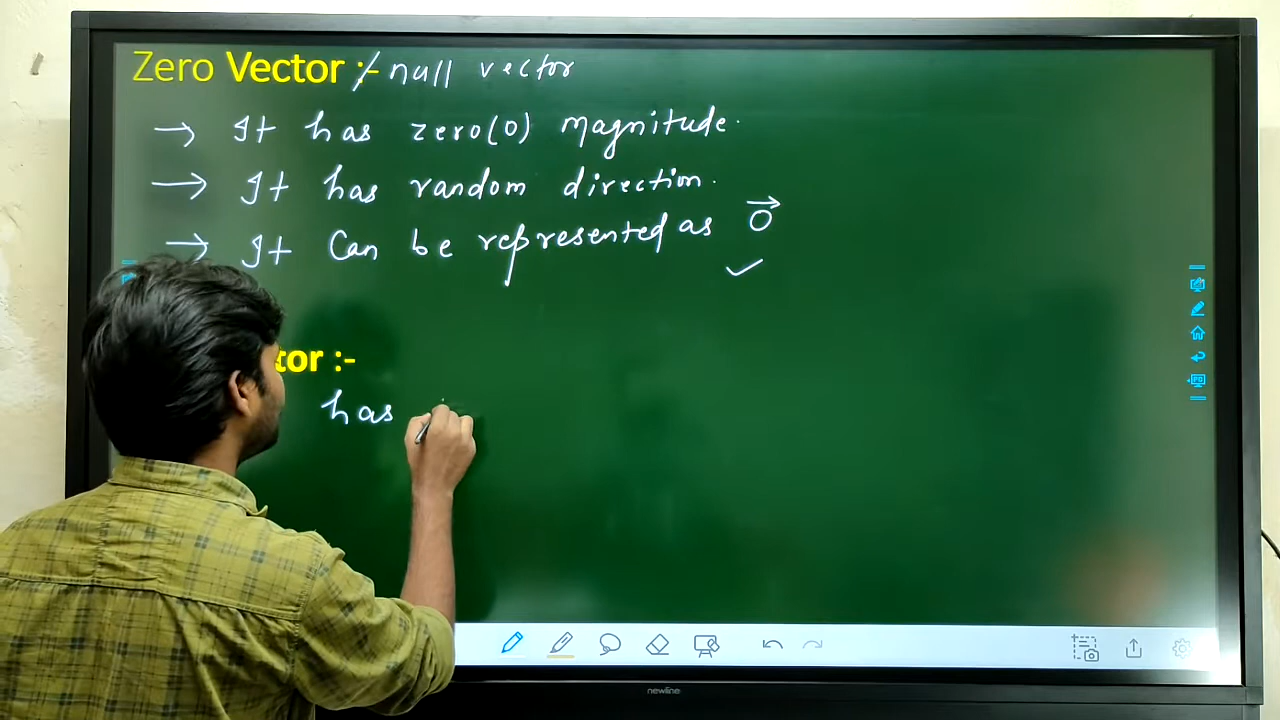 Zero Vector :- / null vector
→ It has zero(0) magnitude.
→ It has random direction.
→ It Can be represented as 0⃗
✓
tor :-
has
newline